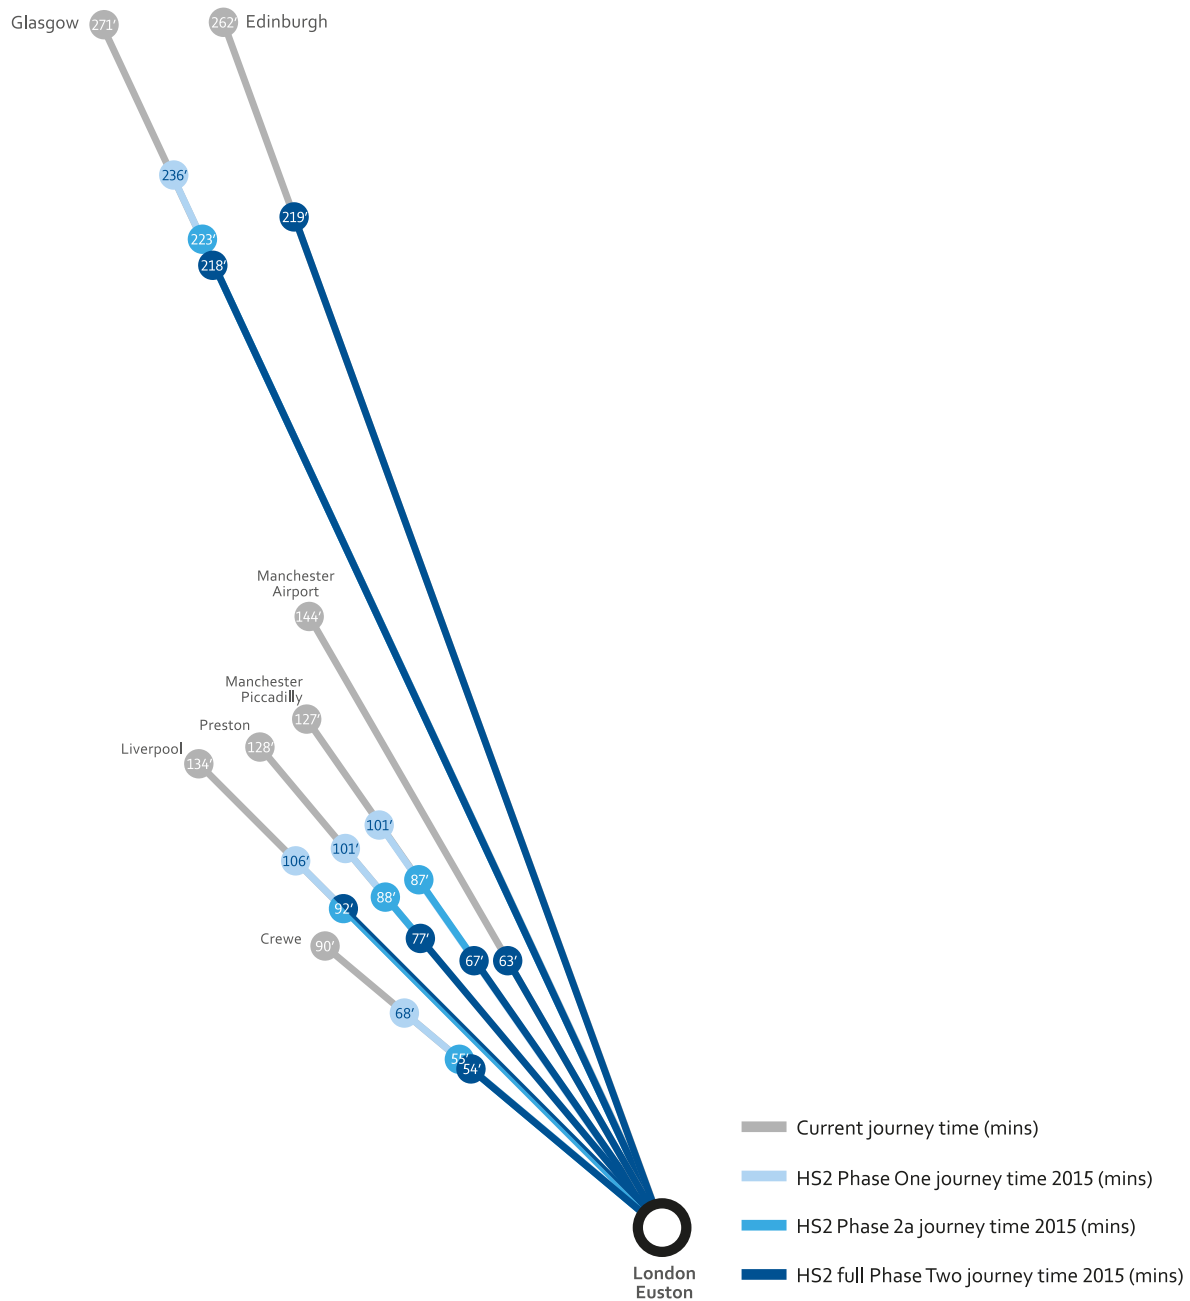 Glasgow
271’
262’
Edinburgh
236’
219’
223’
218’
Manchester
Airport
144’
Manchester
Piccadilly
127’
Preston
128’
Liverpool
134’
101’
101’
106’
87’
88’
92’
77’
Crewe
90’
67’
63’
68’
55’
54’
Current journey time (mins)
HS2 Phase One journey time 2015 (mins)
HS2 Phase 2a journey time 2015 (mins)
HS2 full Phase Two journey time 2015 (mins)
London
Euston